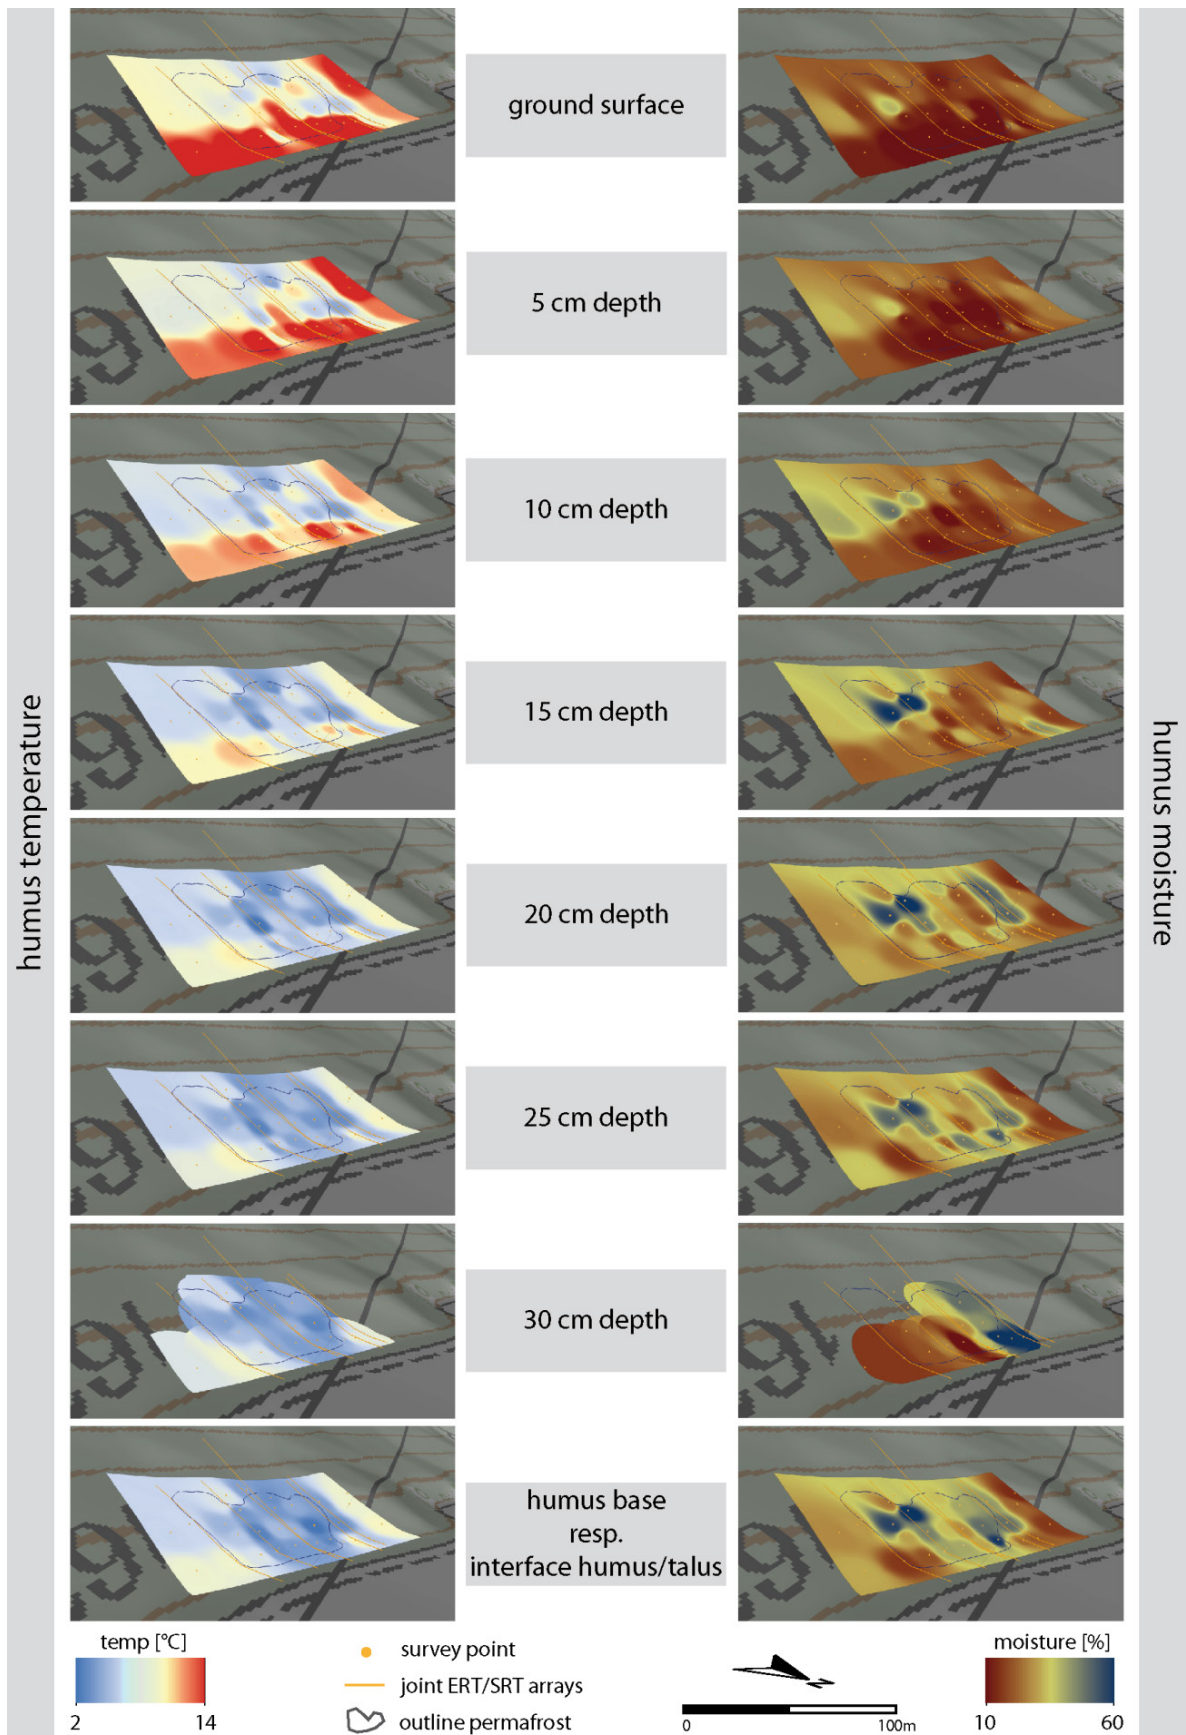 humus temperature
ground surface
5 cm depth
10 cm depth
15 cm depth
20 cm depth
25 cm depth
30 cm depth
humus base
resp.
interface humus/talus
humus moisture
temp [°C]
2
14
survey point
joint ERT/SRT arrays
outline permafrost
N
0
100m
moisture [%]
10
60